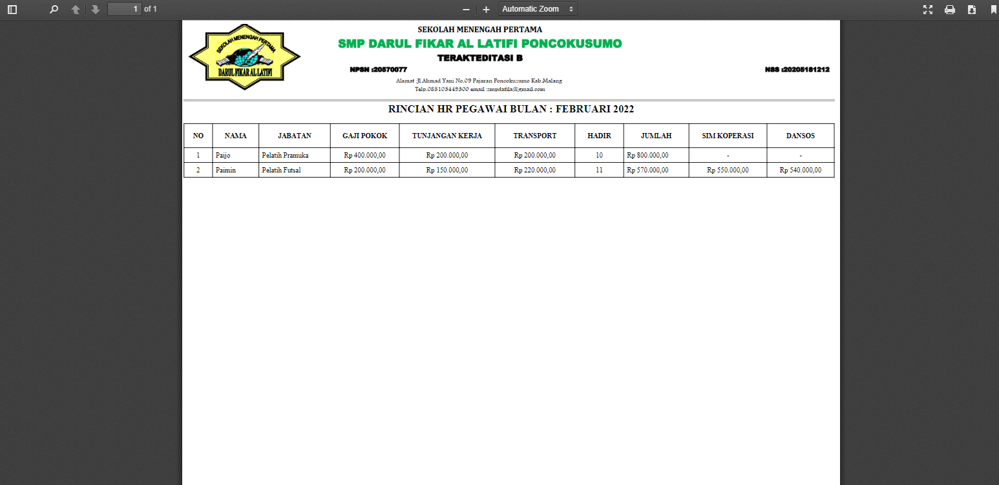 1 of 1 Automatic Zoom
SEKOLAH MENENGAH PERTAMA
DARUL FIKAR AL LATIFI
SEKOLAH MENENGAH PERTAMA
SMP DARUL FIKAR AL LATIFI PONCOKUSUMO
TERAKTEDITASI B
NPSN :20570077 NSS :20205181212
Alamat :Jl.Ahmad Yani No.09 Pajaran Poncokusumo Kab.Malang
Telp.085103449300 email :smpdafila@gmail.com
RINCIAN HR PEGAWAI BULAN : FEBRUARI 2022
NO NAMA JABATAN GAJI POKOK TUNJANGAN KERJA TRANSPORT HADIR JUMLAH SIM KOPERASI DANSOS
1 Paijo Pelatih Pramuka Rp 400.000,00 Rp 200.000,00 Rp 200.000,00 10 Rp 800.000,00 - -
2 Paimin Pelatih Futsal Rp 200.000,00 Rp 150.000,00 Rp 220.000,00 11 Rp 570.000,00 Rp 550.000,00 Rp 540.000,00